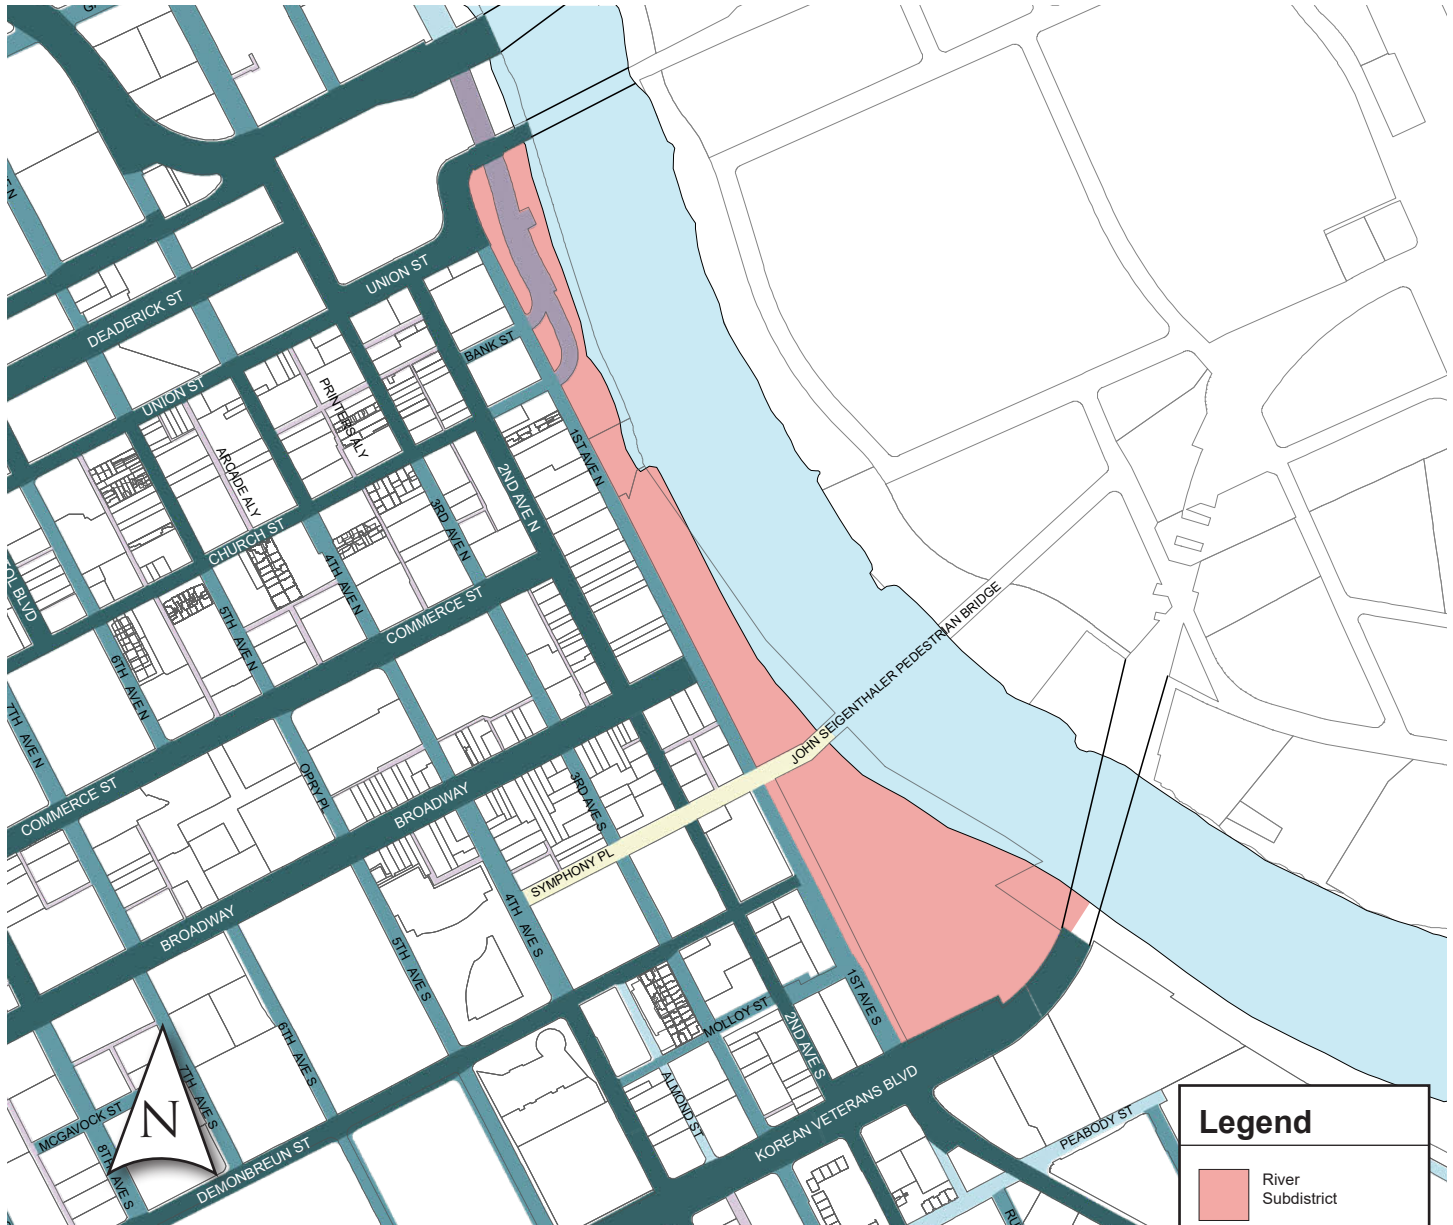 UNION ST
DEADERICK ST
UNION ST
BANK ST
PRINTERS ALY
ARCADE ALY
1ST AVE N
2ND AVE N
3RD AVE N
CHURCH ST
4TH AVE N
COMMERCE ST
5TH AVE N
6TH AVE N
7TH AVE N
OL BLVD
JOHN SEIGENTHALER PEDESTRIAN BRIDGE
OPRY PL
COMMERCE ST
BROADWAY
3RD AVE S
SYMPHONY PL
BROADWAY
4TH AVE S
5TH AVE S
1ST AVE S
MOLLOY ST
2ND AVE S
6TH AVE S
7TH AVE S
ALMOND ST
KOREAN VETERANS BLVD
MCGAVOCK ST
N
8TH AVE S
DEMONBREUN ST
PEABODY ST
RU
Legend
River
Subdistrict